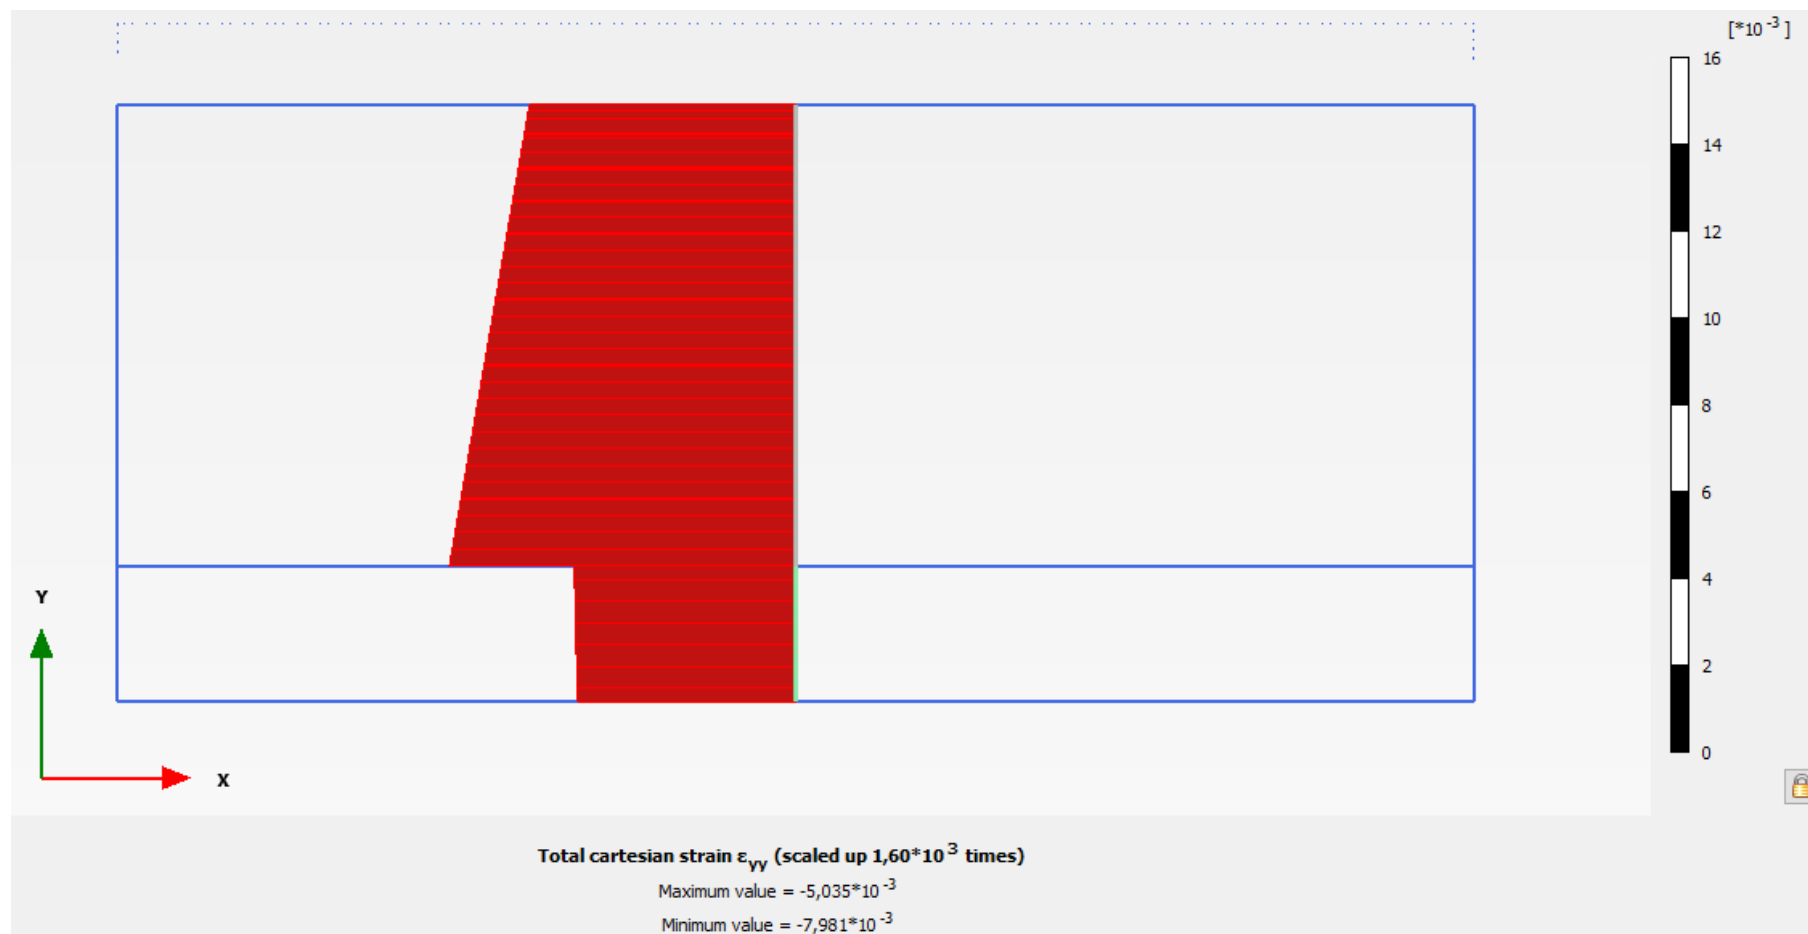 [*10⁻³]
16
14
12
10
8
6
4
2
0
Y
X
Total cartesian strain εyy (scaled up 1,60*10³ times)
Maximum value = -5,035*10⁻³
Minimum value = -7,981*10⁻³